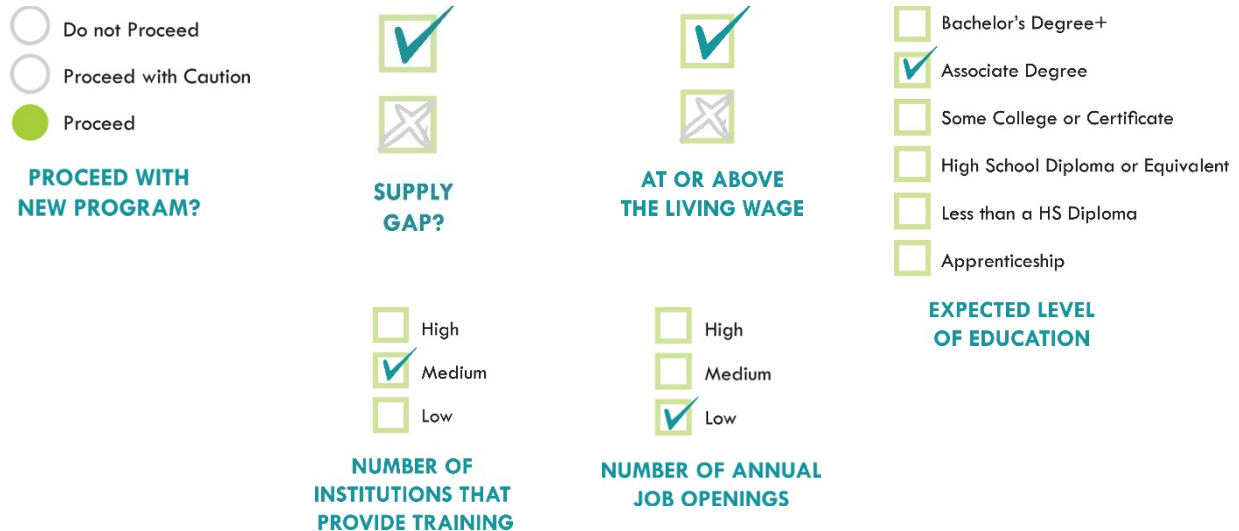 Do not Proceed
Proceed with Caution
Proceed
PROCEED WITH
NEW PROGRAM?
SUPPLY
GAP?
AT OR ABOVE
THE LIVING WAGE
Bachelor's Degree+
Associate Degree
Some College or Certificate
High School Diploma or Equivalent
Less than a HS Diploma
Apprenticeship
EXPECTED LEVEL
OF EDUCATION
High
Medium
Low
NUMBER OF
INSTITUTIONS THAT
PROVIDE TRAINING
High
Medium
Low
NUMBER OF ANNUAL
JOB OPENINGS